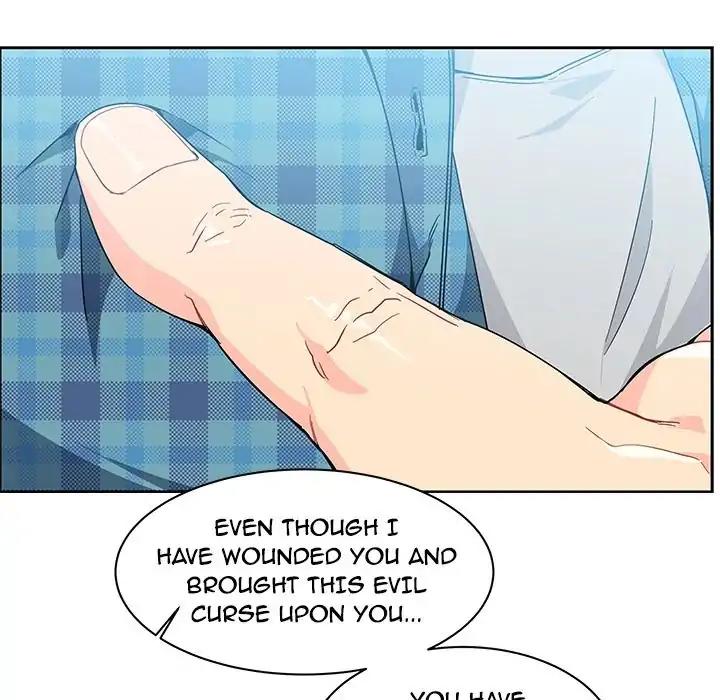 EVEN THOUGH I
HAVE WOUNDED YOU AND
BROUGHT THIS EVIL
CURSE UPON YOU...
YOU HAVE